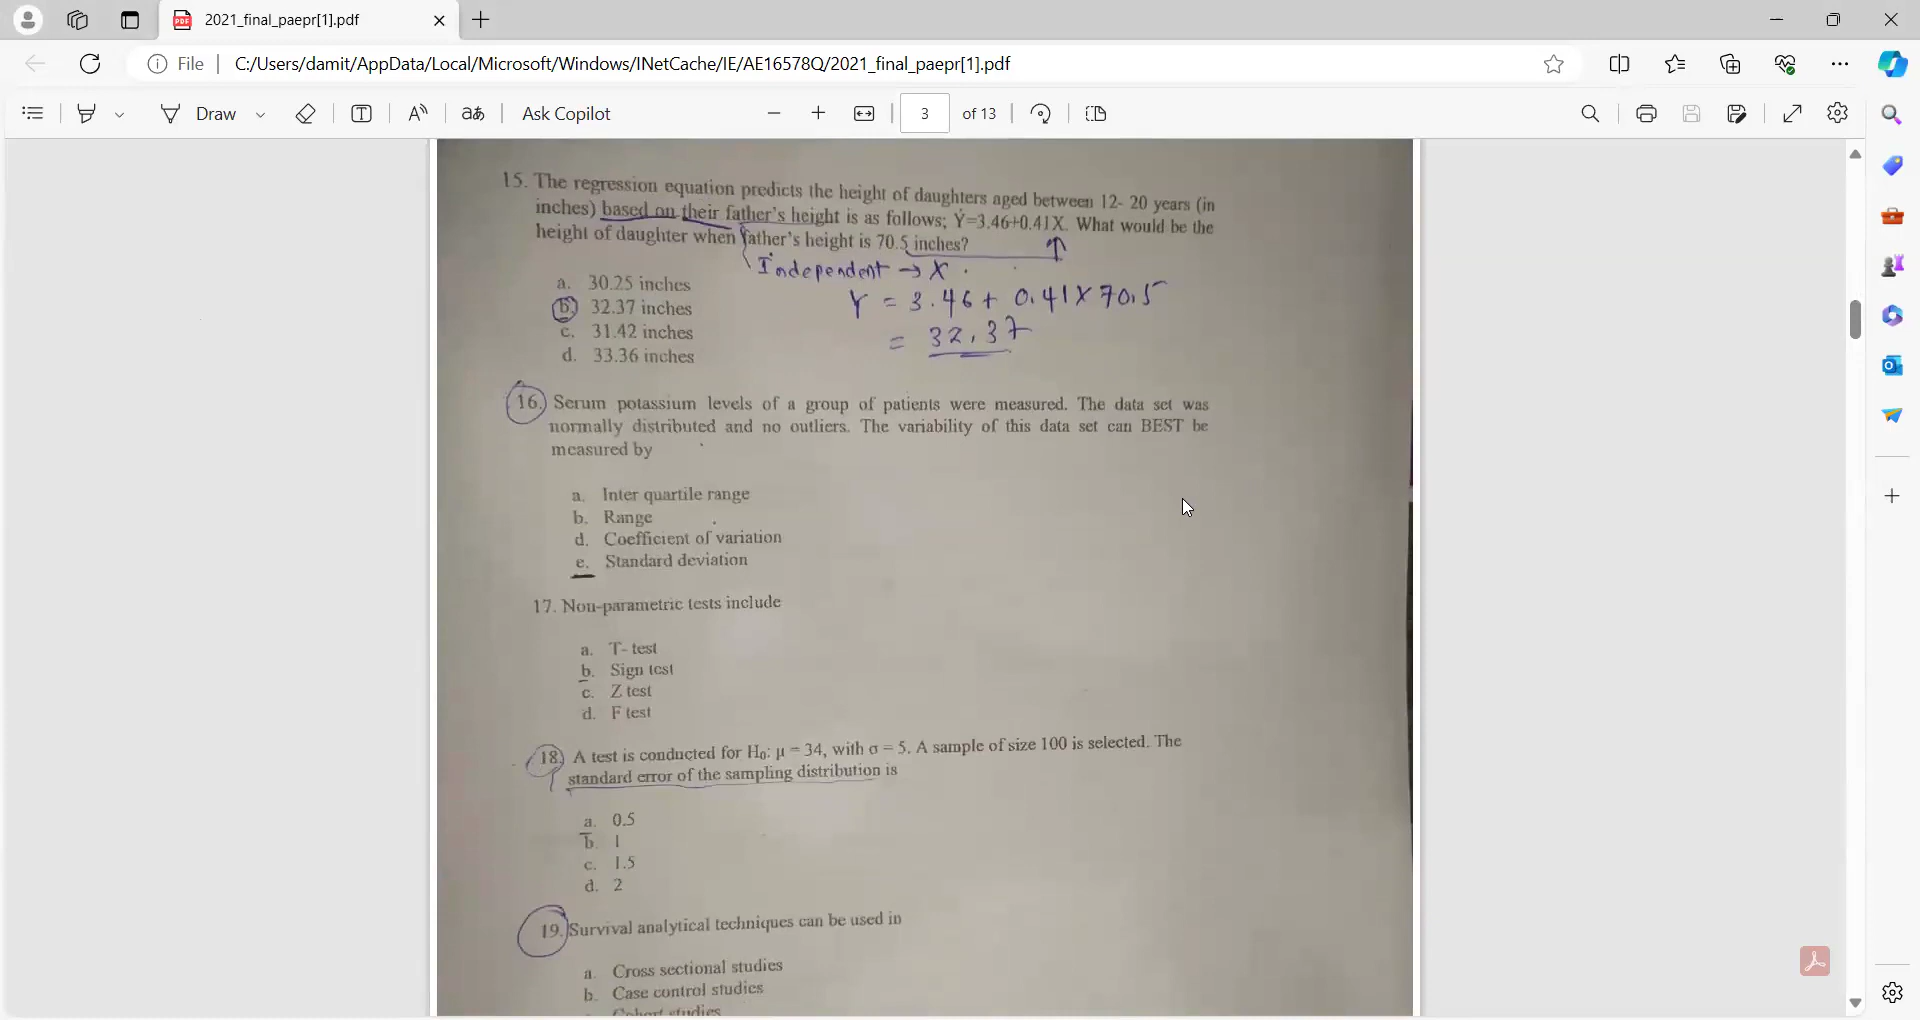 2021_final_paepr[1].pdf
File
C:/Users/damit/AppData/Local/Microsoft/Windows/INetCache/IE/AE16578Q/2021_final_paepr[1].pdf
Draw
aあ
Ask Copilot
3 of 13
15. The regression equation predicts the height of daughters aged between 12- 20 years (in
inches) based on their father's height is as follows; Ŷ=3.46+0.41X. What would be the
height of daughter when father's height is 70.5 inches?
Independent → X
a. 30.25 inches
Y = 3.46 + 0.41 X 70.5
b. 32.37 inches
= 32.37
c. 31.42 inches
d. 33.36 inches
16. Serum potassium levels of a group of patients were measured. The data set was
normally distributed and no outliers. The variability of this data set can BEST be
measured by
a. Inter quartile range
b. Range
d. Coefficient of variation
e. Standard deviation
17. Non-parametric tests include
a. T- test
b. Sign test
c. Z test
d. F test
18. A test is conducted for H₀: μ = 34, with σ = 5. A sample of size 100 is selected. The
standard error of the sampling distribution is
a. 0.5
b. 1
c. 1.5
d. 2
19. Survival analytical techniques can be used in
a. Cross sectional studies
b. Case control studies
Cohort studies